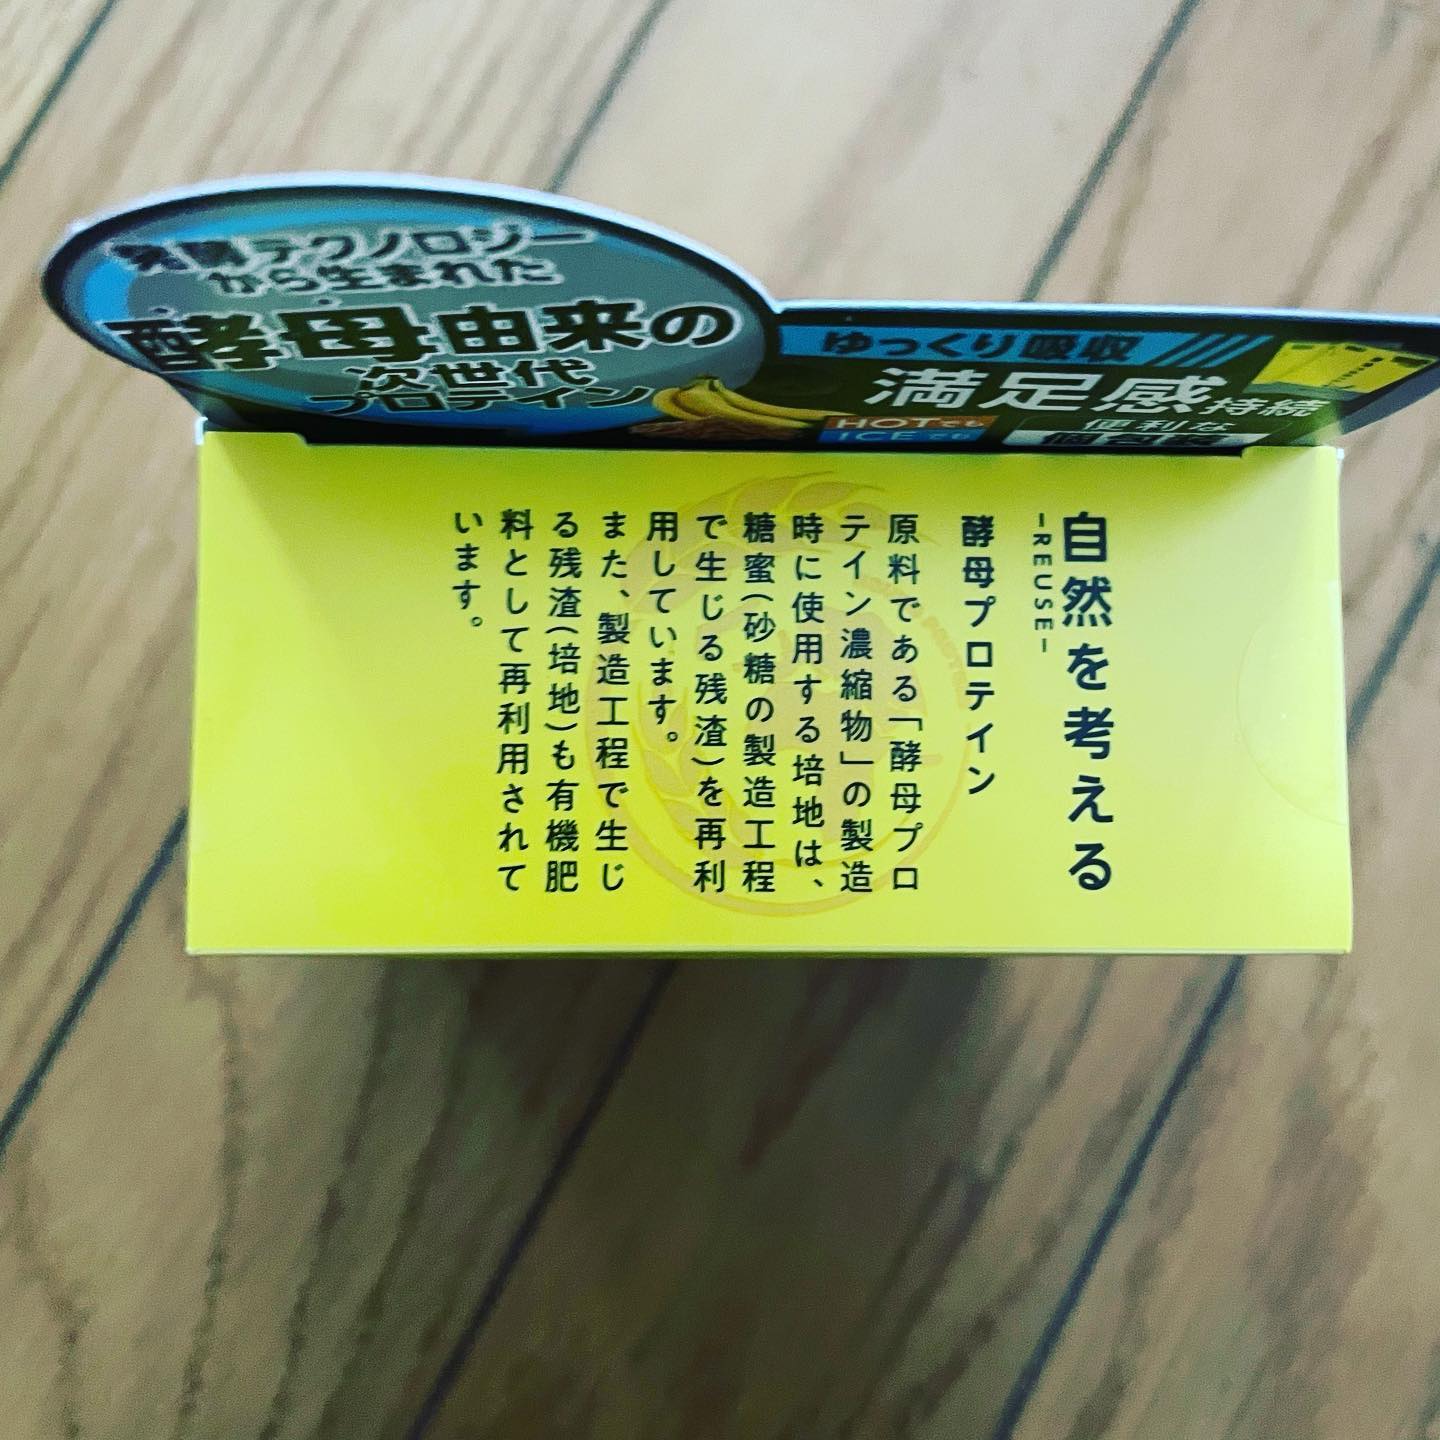 発酵テクノロジー
から生まれた
酵母由来の
次世代
プロテイン
ゆっくり吸収
満足感持続
HOTでも
ICEでも
便利な
個包装
自然を考える
-REUSE-
酵母プロテイン
原料である「酵母プロ
テイン濃縮物」の製造
時に使用する培地は、
糖蜜(砂糖の製造工程
で生じる残渣)を再利
用しています。
また、製造工程で生じ
る残渣(培地)も有機肥
料として再利用されて
います。